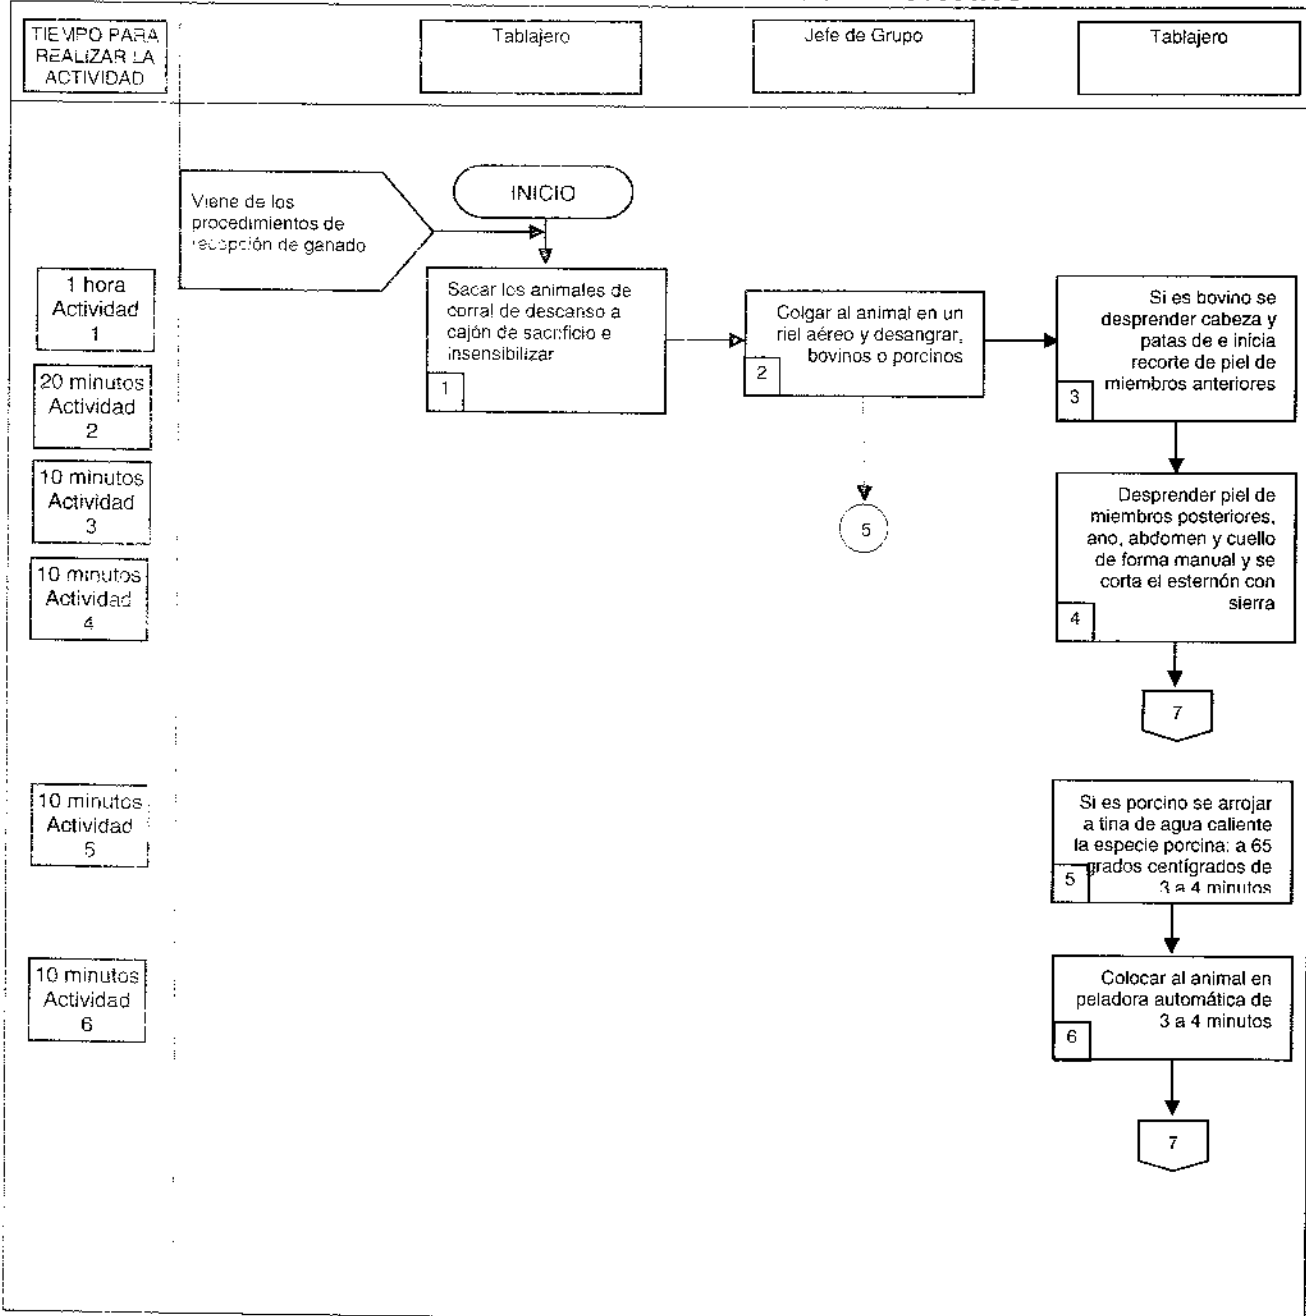 TIEMPO PARA
REALIZAR LA
ACTIVIDAD
Tablajero
Jefe de Grupo
Tablajero
INICIO
Viene de los
procedimientos de
recepción de ganado
1 hora
Actividad
1
Sacar los animales de
corral de descanso a
cajón de sacrificio e
insensibilizar
1
Colgar al animal en un
riel aéreo y desangrar,
bovinos o porcinos
2
Si es bovino se
desprender cabeza y
patas de e inicia
recorte de piel de
miembros anteriores
3
20 minutos
Actividad
2
10 minutos
Actividad
3
5
Desprender piel de
miembros posteriores,
ano, abdomen y cuello
de forma manual y se
corta el esternón con
sierra
4
10 minutos
Actividad
4
7
10 minutos
Actividad
5
Si es porcino se arrojar
a tina de agua caliente
la especie porcina: a 65
grados centígrados de
3 a 4 minutos
5
10 minutos
Actividad
6
Colocar al animal en
peladora automática de
3 a 4 minutos
6
7